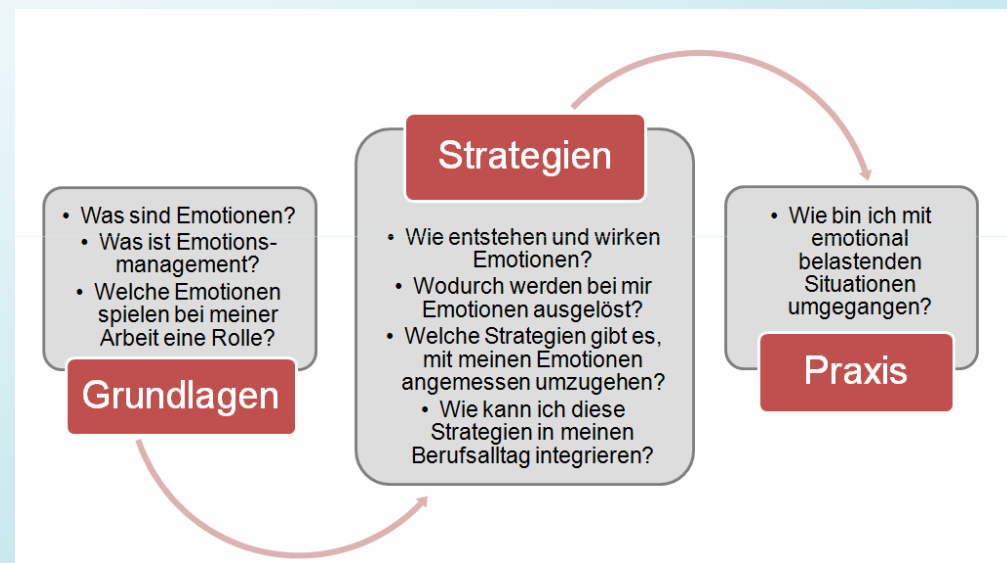 • Was sind Emotionen?
• Was ist Emotions-
management?
• Welche Emotionen
spielen bei meiner
Arbeit eine Rolle?
Grundlagen
Strategien
• Wie entstehen und wirken
Emotionen?
• Wodurch werden bei mir
Emotionen ausgelöst?
• Welche Strategien gibt es,
mit meinen Emotionen
angemessen umzugehen?
• Wie kann ich diese
Strategien in meinen
Berufsalltag integrieren?
• Wie bin ich mit
emotional
belastenden
Situationen
umgegangen?
Praxis